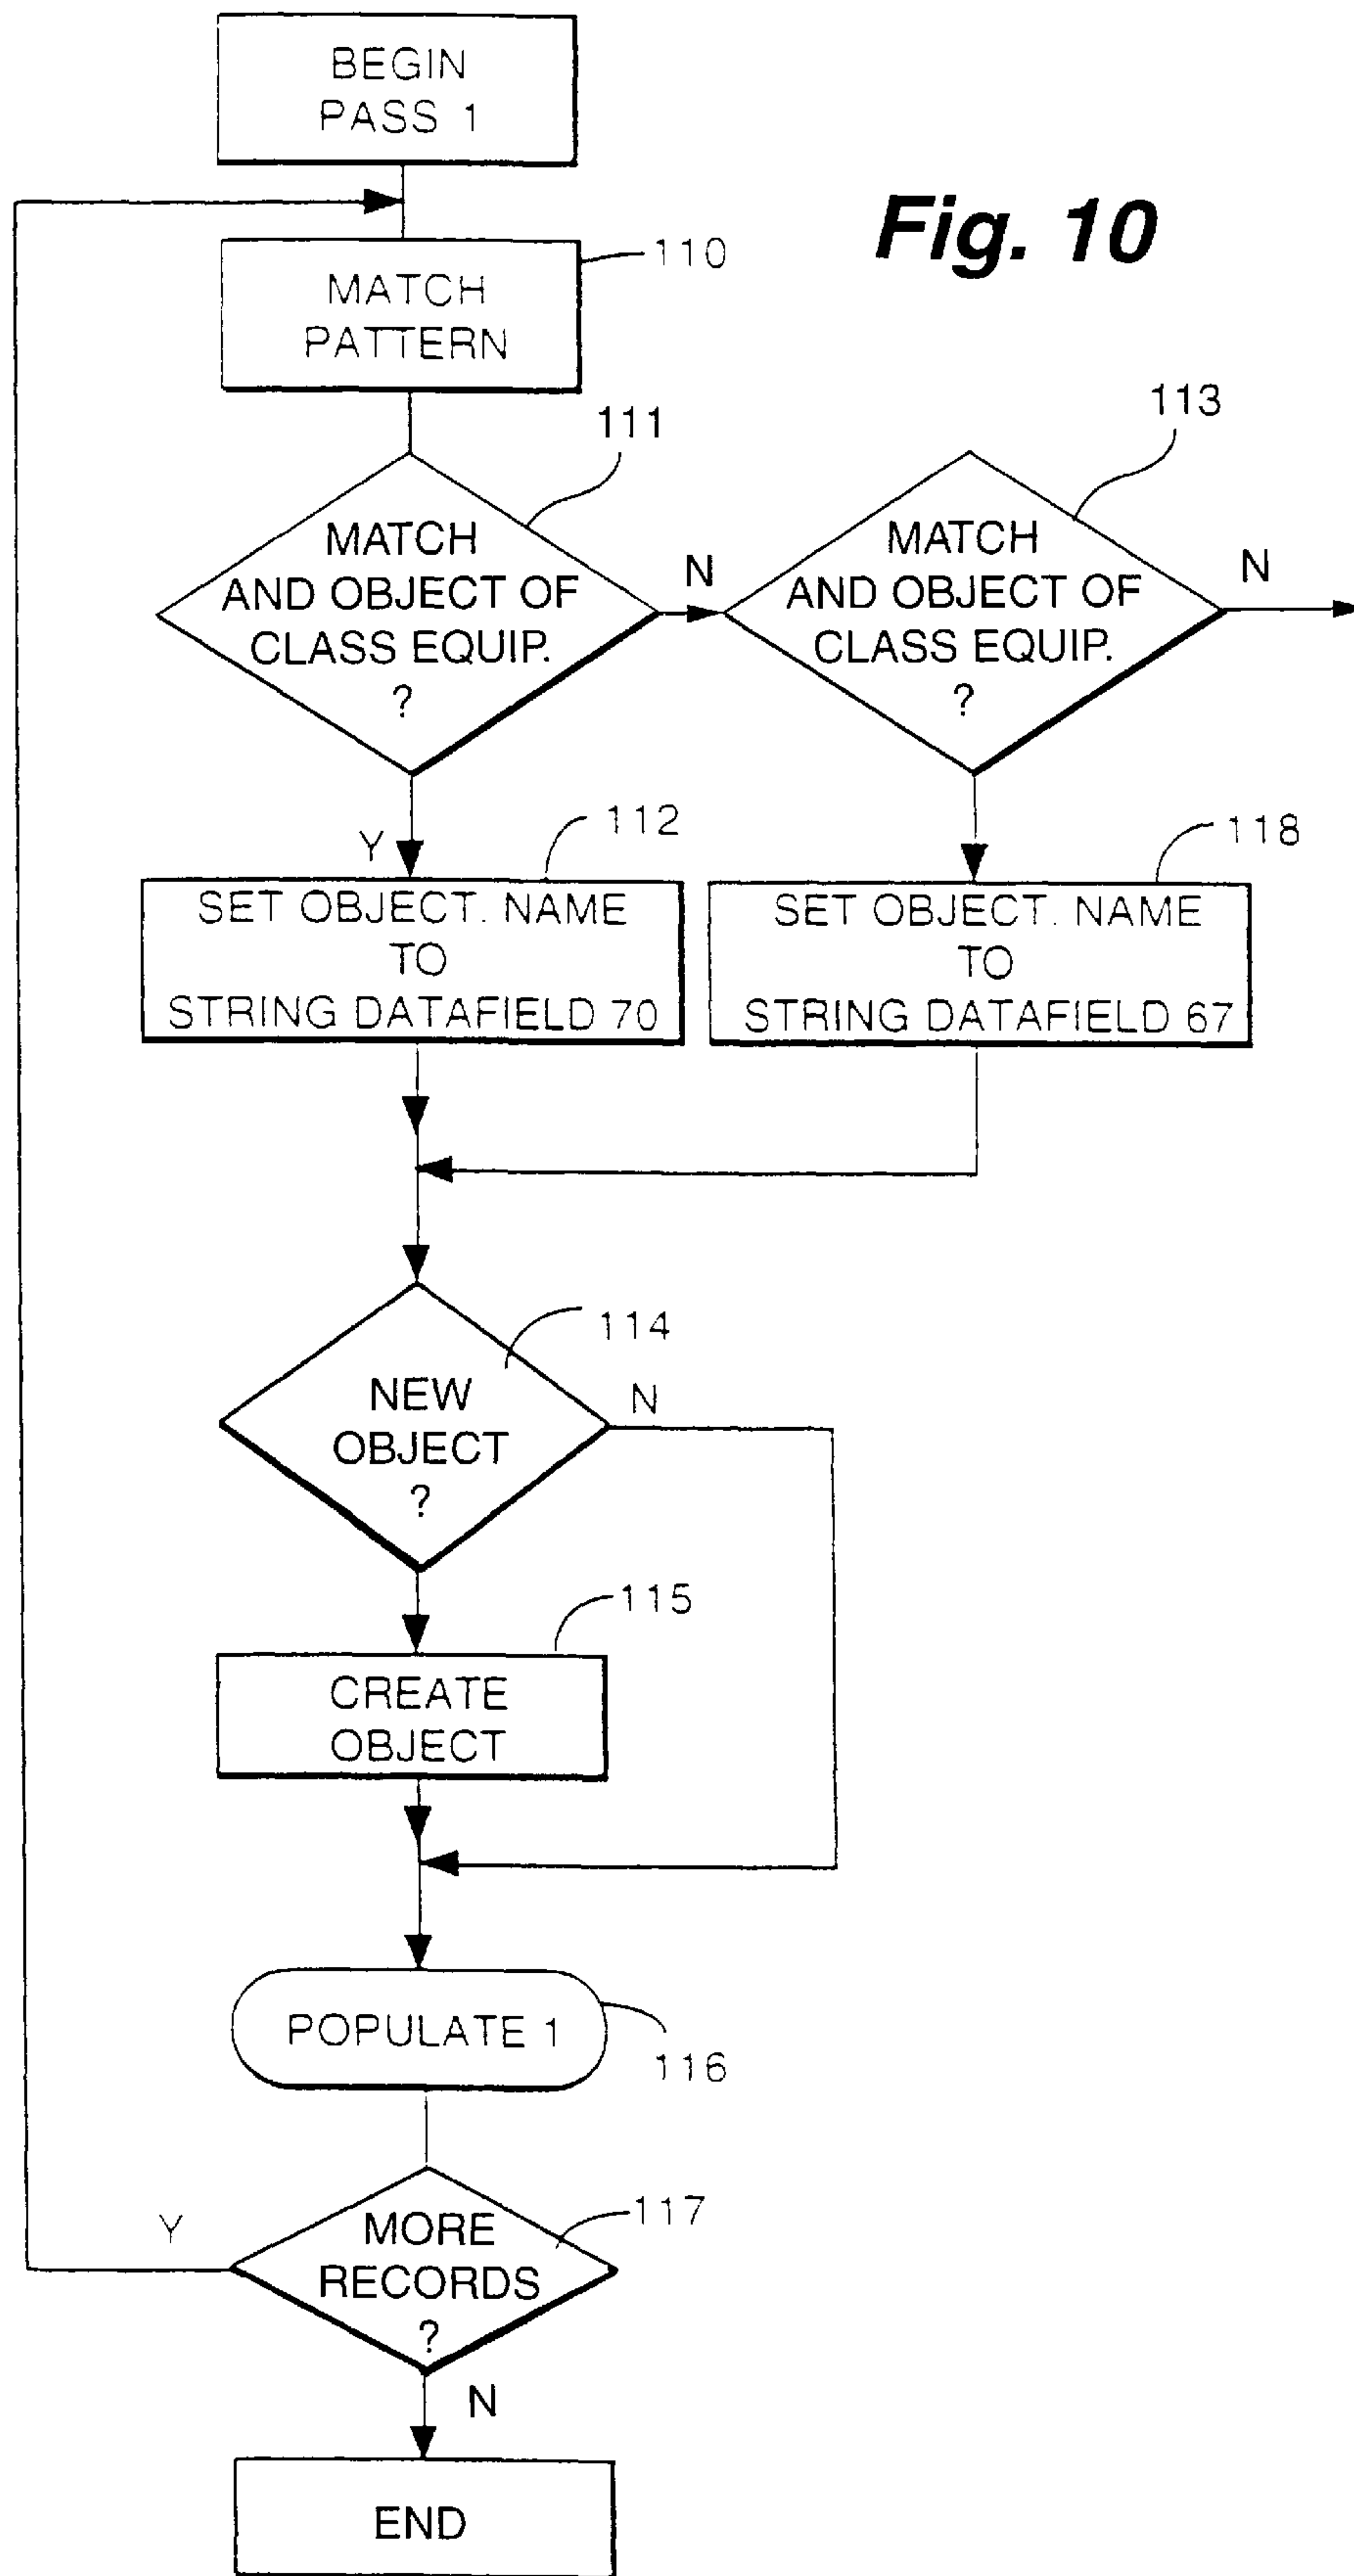 BEGIN
PASS 1
Fig. 10
110
MATCH
PATTERN
111
113
MATCH
AND OBJECT OF
CLASS EQUIP.
?
N
MATCH
AND OBJECT OF
CLASS EQUIP.
?
N
Y
112
118
SET OBJECT. NAME
TO
STRING DATAFIELD 70
SET OBJECT. NAME
TO
STRING DATAFIELD 67
114
NEW
OBJECT
?
N
115
CREATE
OBJECT
POPULATE 1
116
117
MORE
RECORDS
?
Y
N
END